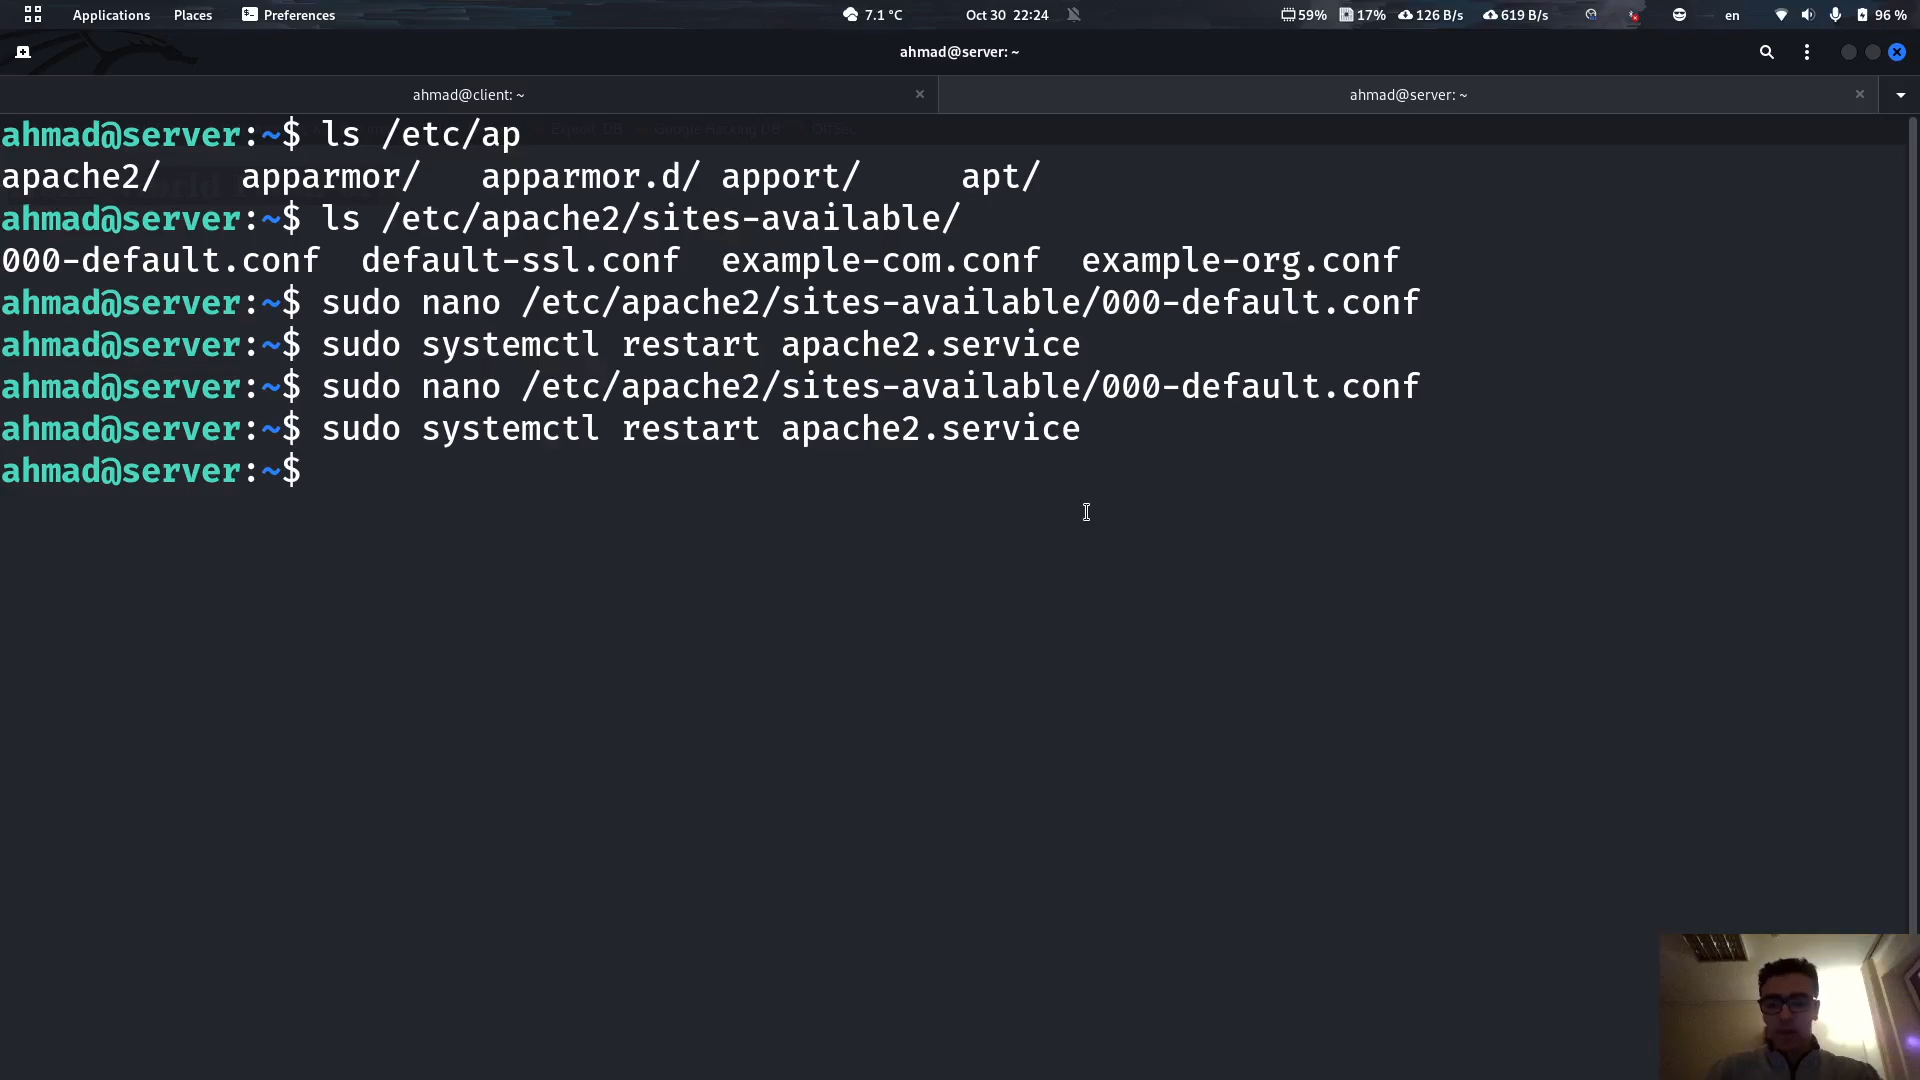 Applications Places Preferences 7.1 °C Oct 30 22:24 59% 17% 126 B/s 619 B/s en 96 %
ahmad@server: ~
ahmad@client: ~ ahmad@server: ~
ahmad@server:~$ ls /etc/ap
apache2/ apparmor/ apparmor.d/ apport/ apt/
ahmad@server:~$ ls /etc/apache2/sites-available/
000-default.conf default-ssl.conf example-com.conf example-org.conf
ahmad@server:~$ sudo nano /etc/apache2/sites-available/000-default.conf
ahmad@server:~$ sudo systemctl restart apache2.service
ahmad@server:~$ sudo nano /etc/apache2/sites-available/000-default.conf
ahmad@server:~$ sudo systemctl restart apache2.service
ahmad@server:~$